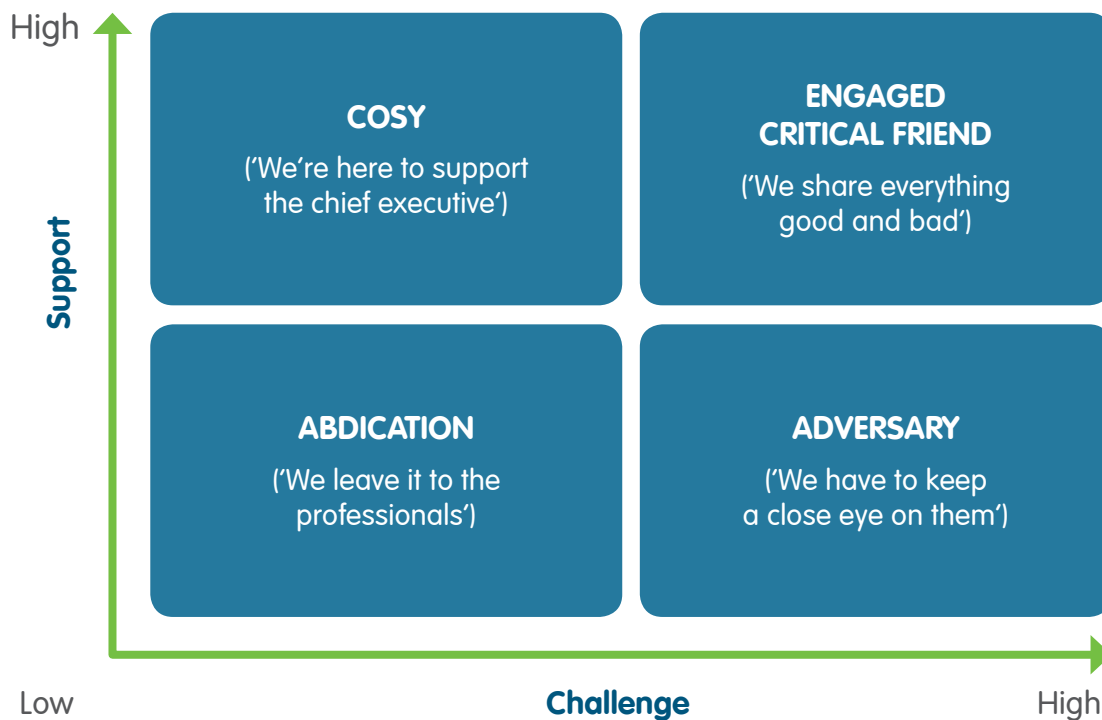 High
COSY
(‘We’re here to support
the chief executive’)
ENGAGED
CRITICAL FRIEND
(‘We share everything
good and bad’)
Support
ABDICATION
(‘We leave it to the
professionals’)
ADVERSARY
(‘We have to keep
a close eye on them’)
Low
Challenge
High